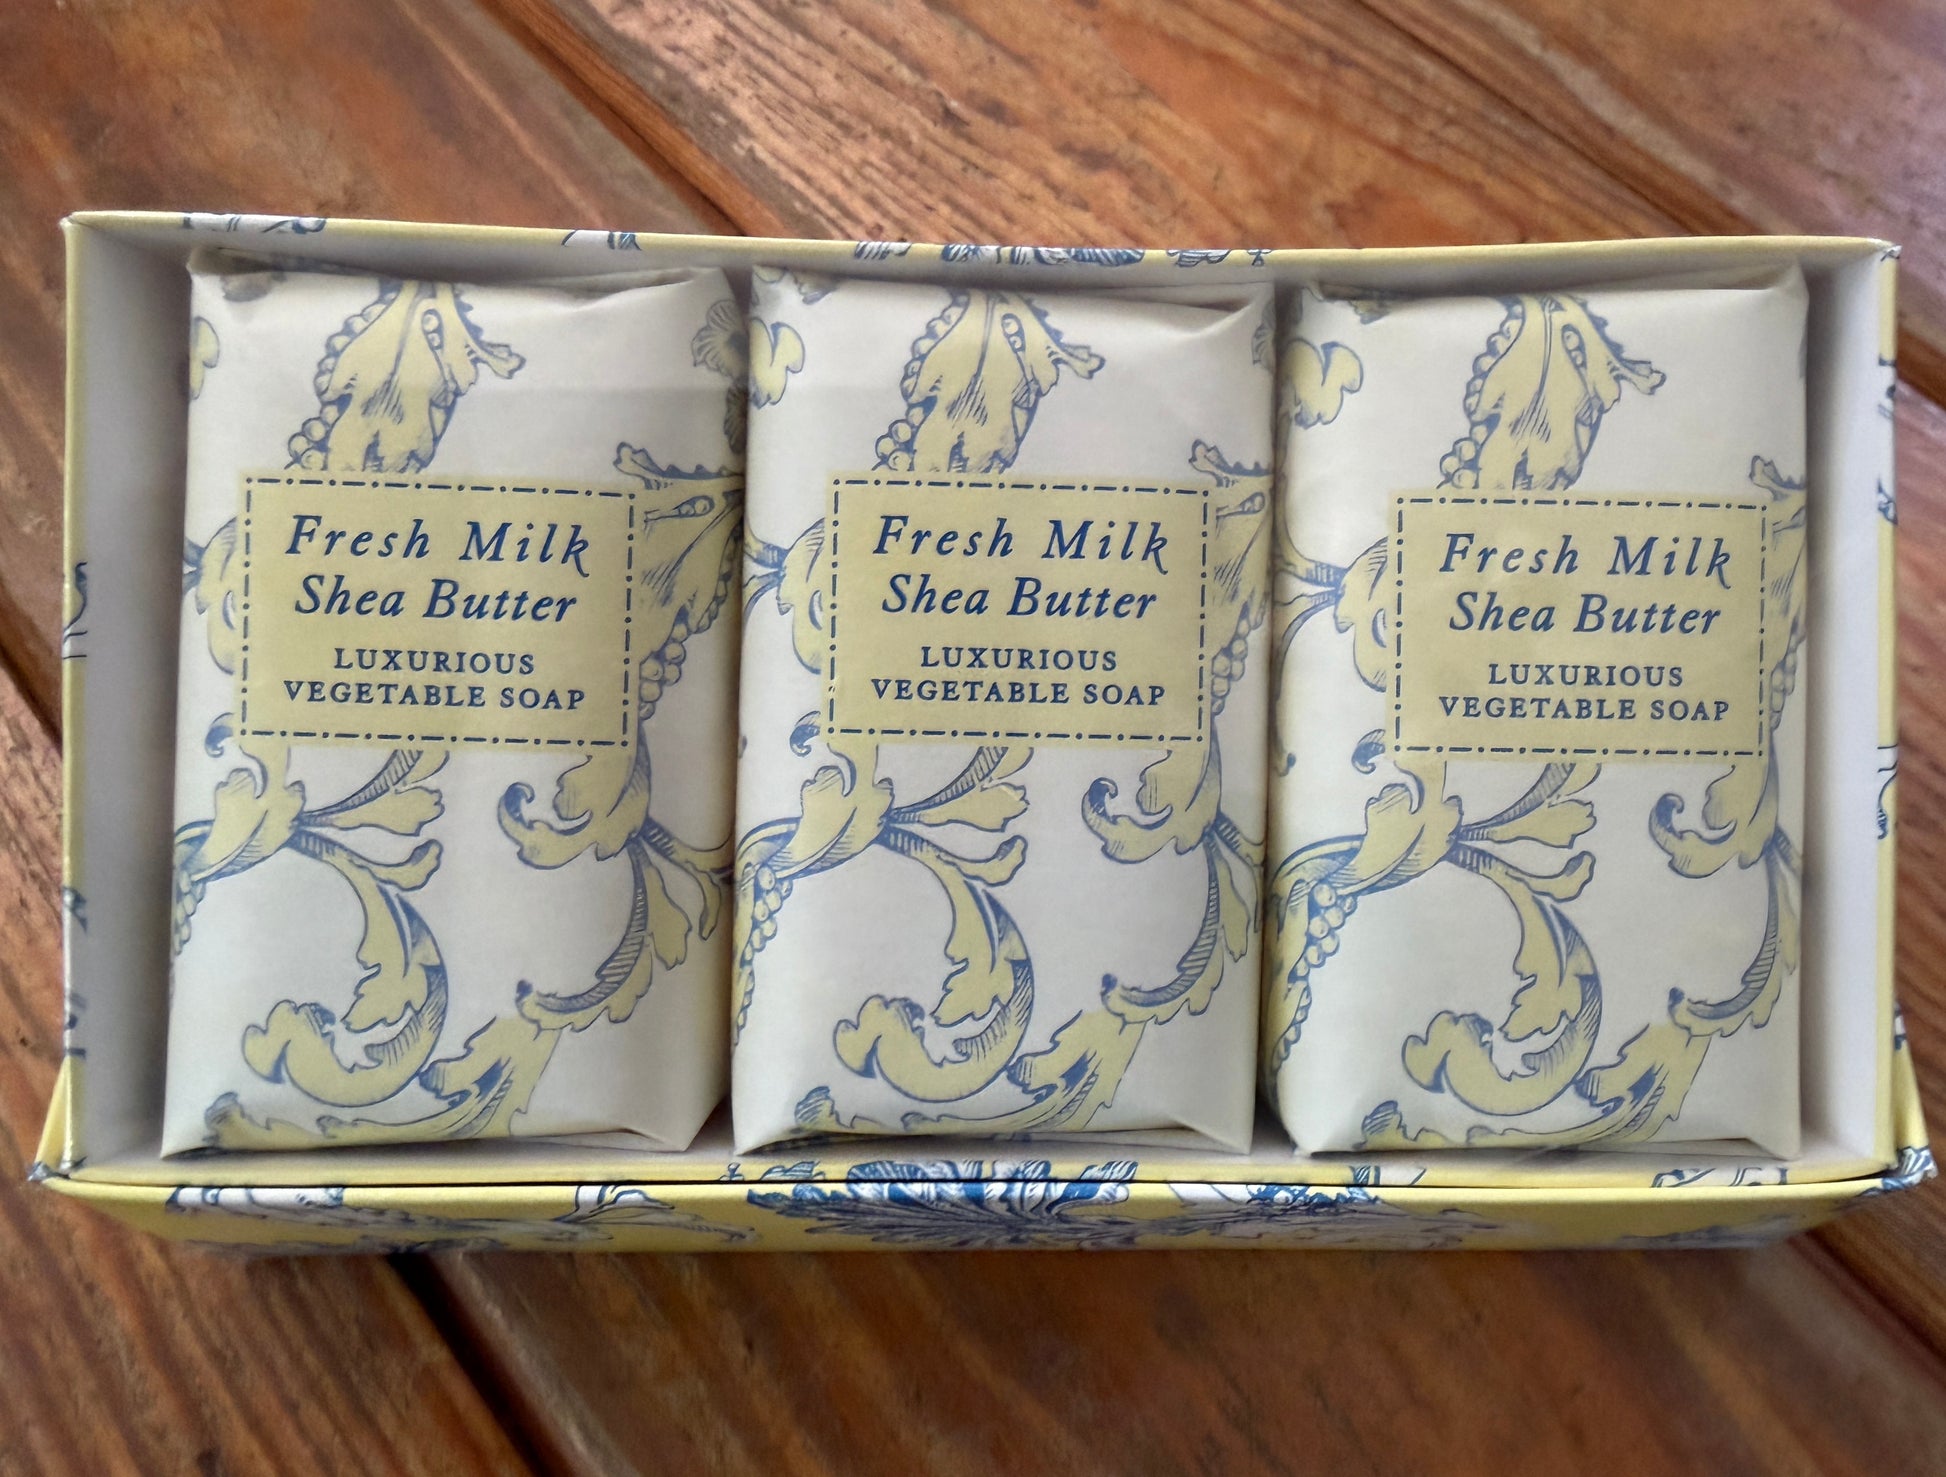 Fresh Milk
Shea Butter
LUXURIOUS
VEGETABLE SOAP
Fresh Milk
Shea Butter
LUXURIOUS
VEGETABLE SOAP
Fresh Milk
Shea Butter
LUXURIOUS
VEGETABLE SOAP